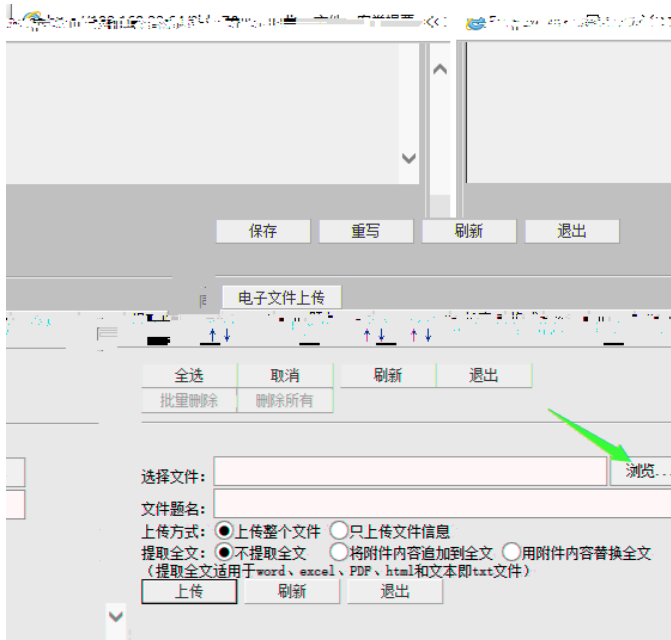 保存 重写 刷新 退出
电子文件上传
全选 取消 刷新 退出
批量删除 删除所有
选择文件: 浏览...
文件题名:
上传方式: 上传整个文件 只上传文件信息
提取全文: 不提取全文 将附件内容追加到全文 用附件内容替换全文
(提取全文适用于word、excel、PDF、html和文本即txt文件)
上传 刷新 退出